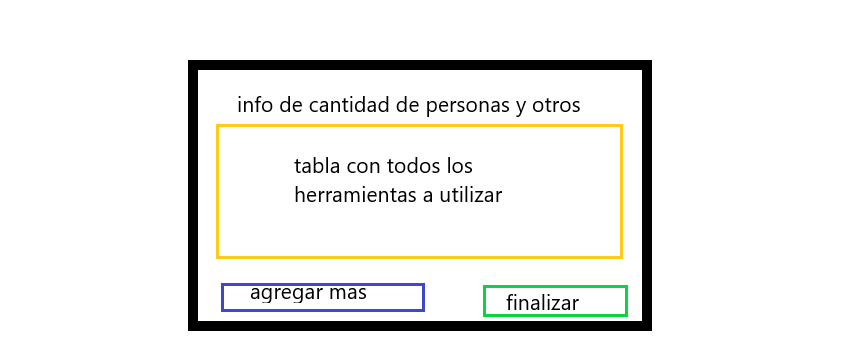 info de cantidad de personas y otros
tabla con todos los
herramientas a utilizar
agregar mas
finalizar